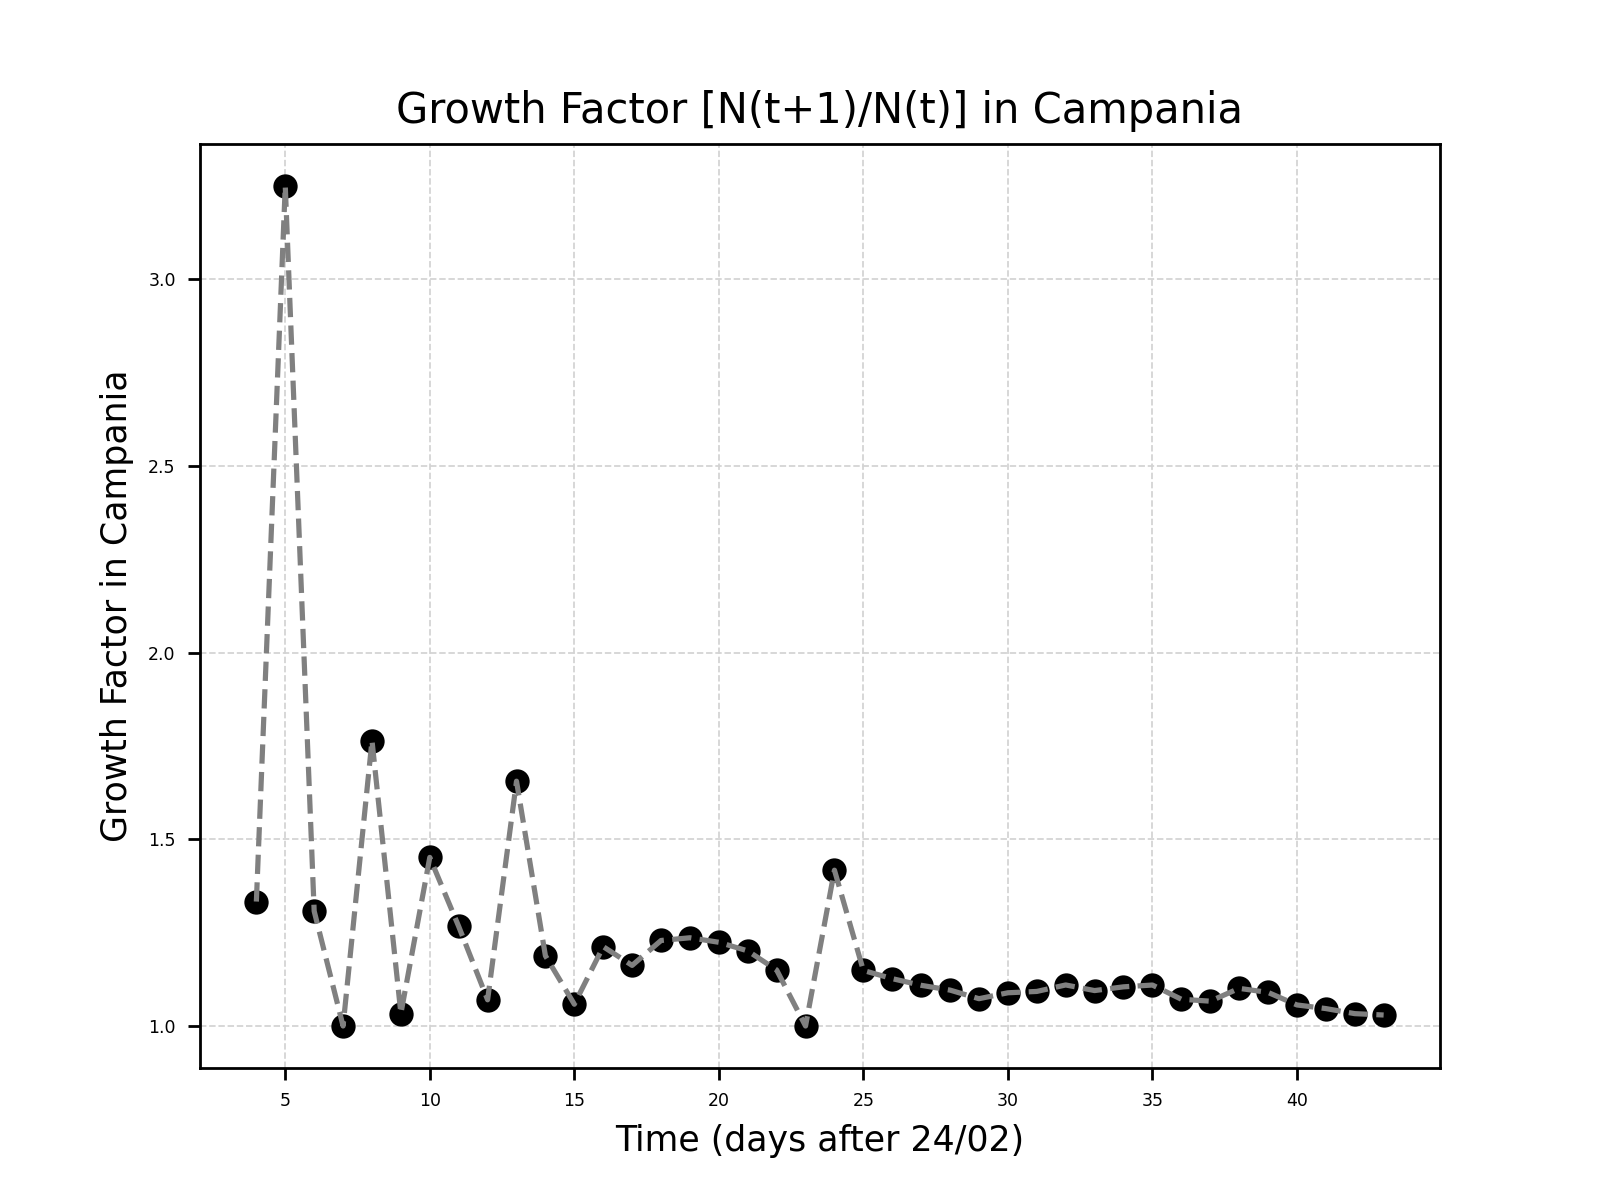 Growth Factor [N(t+1)/N(t)] in Campania
Growth Factor in Campania
3.0
2.5
2.0
1.5
1.0
5 10 15 20 25 30 35 40
Time (days after 24/02)